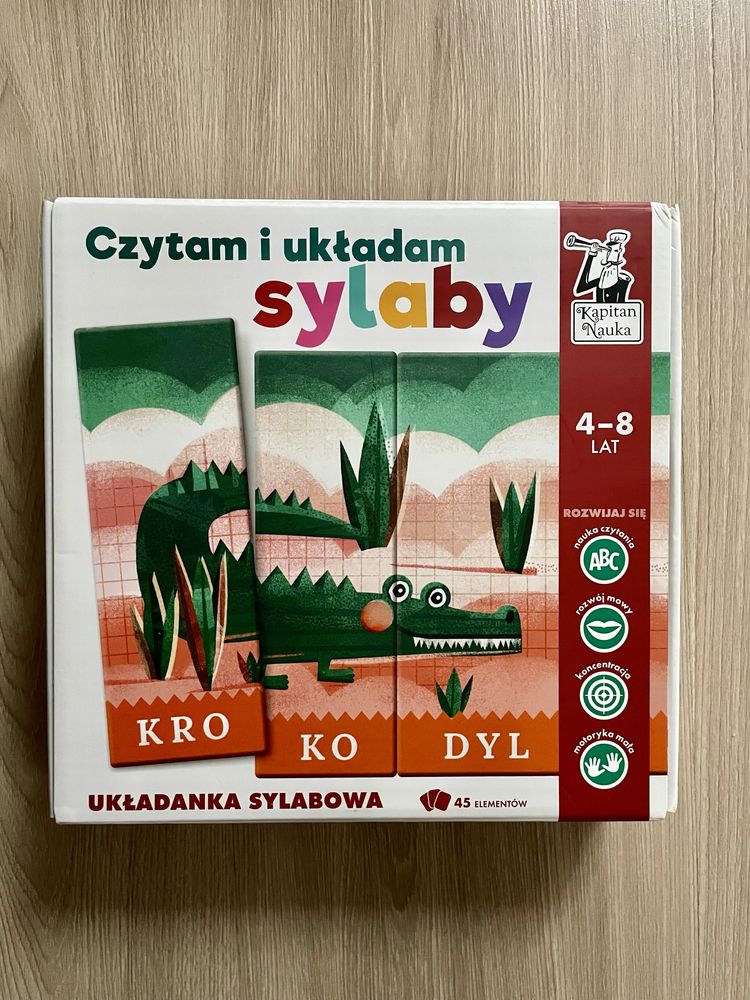 Czytam i układam
sylaby
Kapitan
Nauka
4–8
LAT
ROZWIJAJ SIĘ
nauka czytania
ABC
rozwój mowy
koncentracja
motoryka mała
KRO
KO
DYL
UKŁADANKA SYLABOWA
45 ELEMENTÓW